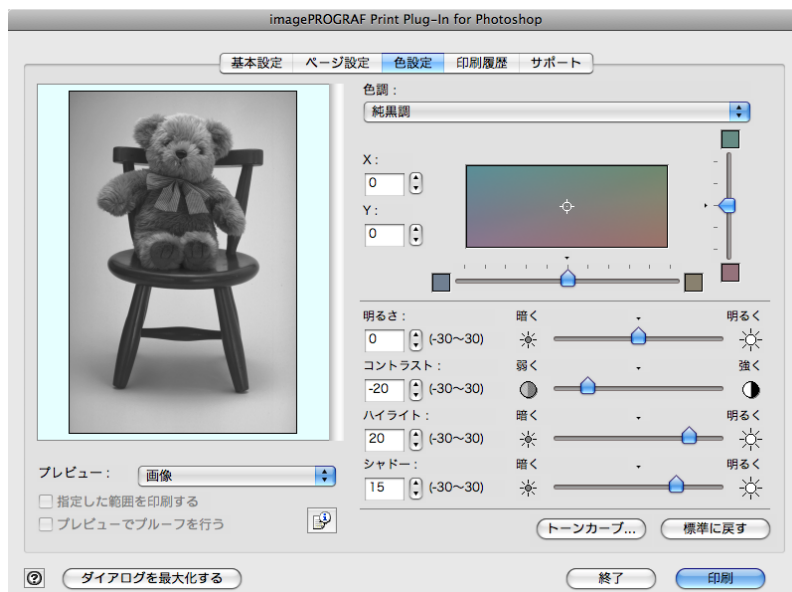 imagePROGRAF Print Plug-In for Photoshop
基本設定 ページ設定 色設定 印刷履歴 サポート
色調：
純黒調
X：
0
Y：
0
明るさ： 暗く 明るく
0 (-30～30)
コントラスト： 弱く 強く
-20 (-30～30)
ハイライト： 暗く 明るく
20 (-30～30)
シャドー： 暗く 明るく
15 (-30～30)
プレビュー： 画像
指定した範囲を印刷する
プレビューでプルーフを行う
トーンカーブ... 標準に戻す
? ダイアログを最大化する 終了 印刷